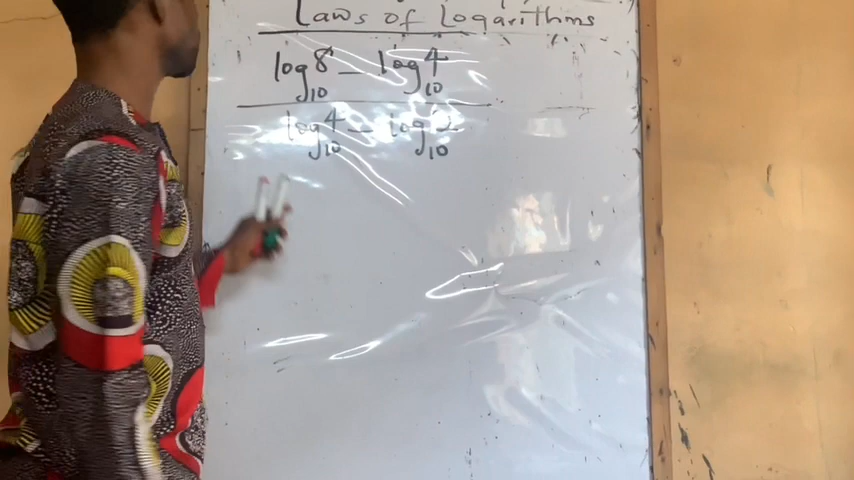 Laws of Logarithms
log₁₀8 - log₁₀4
log₁₀4 - log₁₀2